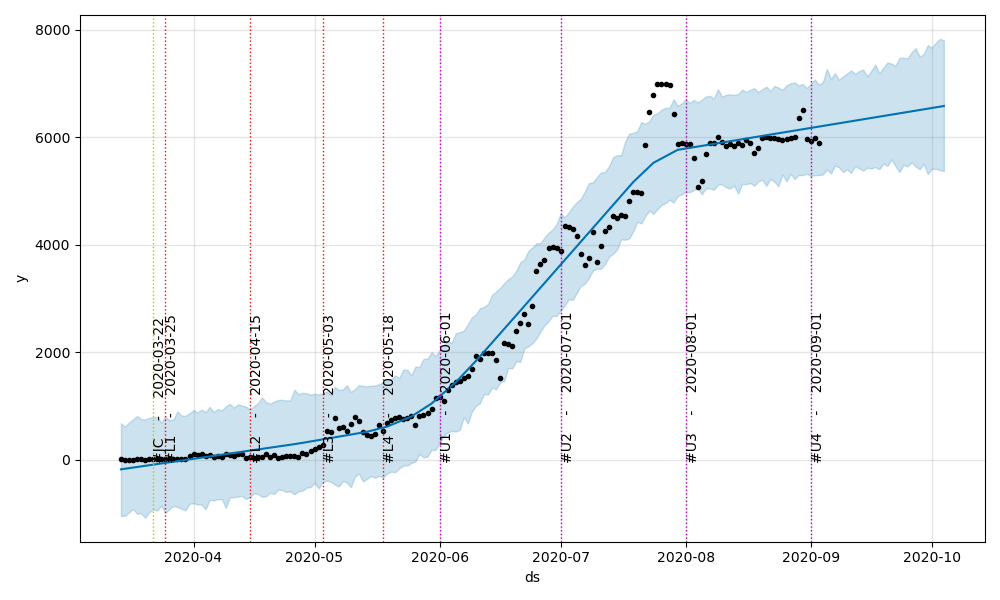 8000
6000
4000
2000
0
y
#JC - 2020-03-22
#L1 - 2020-03-25
#L2 - 2020-04-15
#L3 - 2020-05-03
#L4 - 2020-05-18
#U1 - 2020-06-01
#U2 - 2020-07-01
#U3 - 2020-08-01
#U4 - 2020-09-01
2020-04
2020-05
2020-06
2020-07
2020-08
2020-09
2020-10
ds